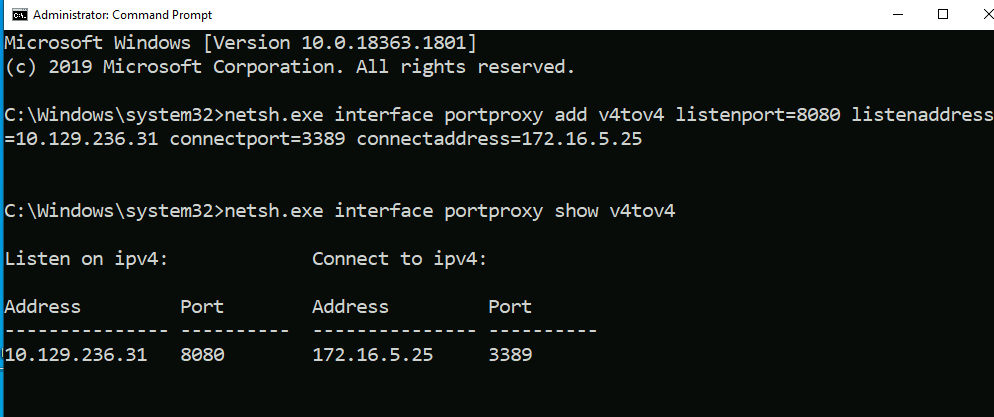 Administrator: Command Prompt
Microsoft Windows [Version 10.0.18363.1801]
(c) 2019 Microsoft Corporation. All rights reserved.
C:\Windows\system32>netsh.exe interface portproxy add v4tov4 listenport=8080 listenaddress
=10.129.236.31 connectport=3389 connectaddress=172.16.5.25
C:\Windows\system32>netsh.exe interface portproxy show v4tov4
Listen on ipv4:             Connect to ipv4:
Address         Port        Address         Port
--------------- ----------  --------------- ----------
10.129.236.31   8080        172.16.5.25     3389